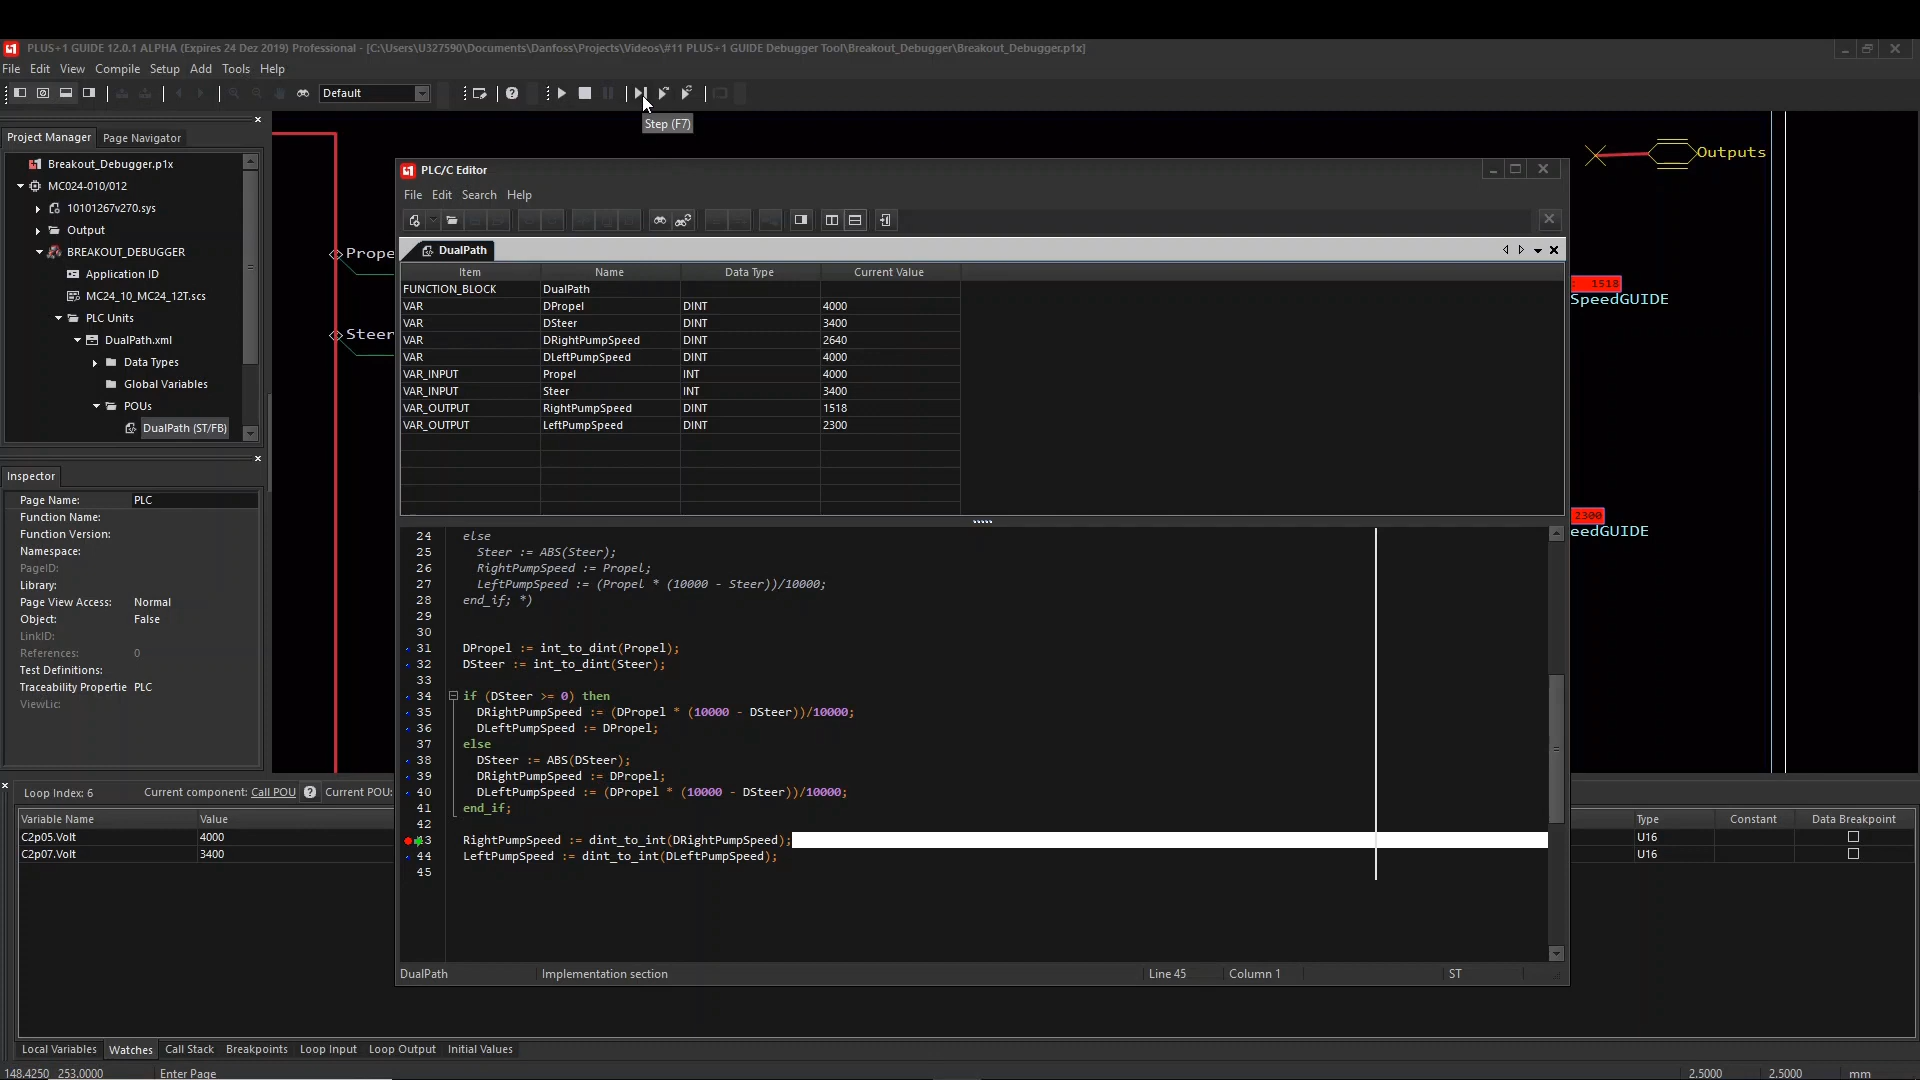 PLUS+1 GUIDE 12.0.1 ALPHA (Expires 24 Dez 2019) Professional - [C:\Users\U327590\Documents\Danfoss\Projects\Videos\#11 PLUS+1 GUIDE Debugger Tool\Breakout_Debugger\Breakout_Debugger.p1x]
File Edit View Compile Setup Add Tools Help
Default
Step (F7)
Project Manager Page Navigator
Breakout_Debugger.p1x
MC024-010/012
10101267v270.sys
Output
BREAKOUT_DEBUGGER
Application ID
MC24_10_MC24_12T.scs
PLC Units
DualPath.xml
Data Types
Global Variables
POUs
DualPath (ST/FB)
Prope
Steer
Outputs
1518
SpeedGUIDE
2300
eedGUIDE
Inspector
Page Name: PLC
Function Name:
Function Version:
Namespace:
PageID:
Library:
Page View Access: Normal
Object: False
LinkID:
References: 0
Test Definitions:
Traceability Propertie PLC
ViewLic:
PLC/C Editor
File Edit Search Help
DualPath
Item Name Data Type Current Value
FUNCTION_BLOCK DualPath
VAR DPropel DINT 4000
VAR DSteer DINT 3400
VAR DRightPumpSpeed DINT 2640
VAR DLeftPumpSpeed DINT 4000
VAR_INPUT Propel INT 4000
VAR_INPUT Steer INT 3400
VAR_OUTPUT RightPumpSpeed DINT 1518
VAR_OUTPUT LeftPumpSpeed DINT 2300
24 else
25 Steer := ABS(Steer);
26 RightPumpSpeed := Propel;
27 LeftPumpSpeed := (Propel * (10000 - Steer))/10000;
28 end_if; *)
29
30
31 DPropel := int_to_dint(Propel);
32 DSteer := int_to_dint(Steer);
33
34 if (DSteer >= 0) then
35 DRightPumpSpeed := (DPropel * (10000 - DSteer))/10000;
36 DLeftPumpSpeed := DPropel;
37 else
38 DSteer := ABS(DSteer);
39 DRightPumpSpeed := DPropel;
40 DLeftPumpSpeed := (DPropel * (10000 - DSteer))/10000;
41 end_if;
42
43 RightPumpSpeed := dint_to_int(DRightPumpSpeed);
44 LeftPumpSpeed := dint_to_int(DLeftPumpSpeed);
45
DualPath Implementation section Line 45 Column 1 ST
Loop Index: 6 Current component: Call POU Current POU:
Variable Name Value Type Constant Data Breakpoint
C2p05.Volt 4000 U16
C2p07.Volt 3400 U16
Local Variables Watches Call Stack Breakpoints Loop Input Loop Output Initial Values
148.4250 253.0000 Enter Page 2.5000 2.5000 mm